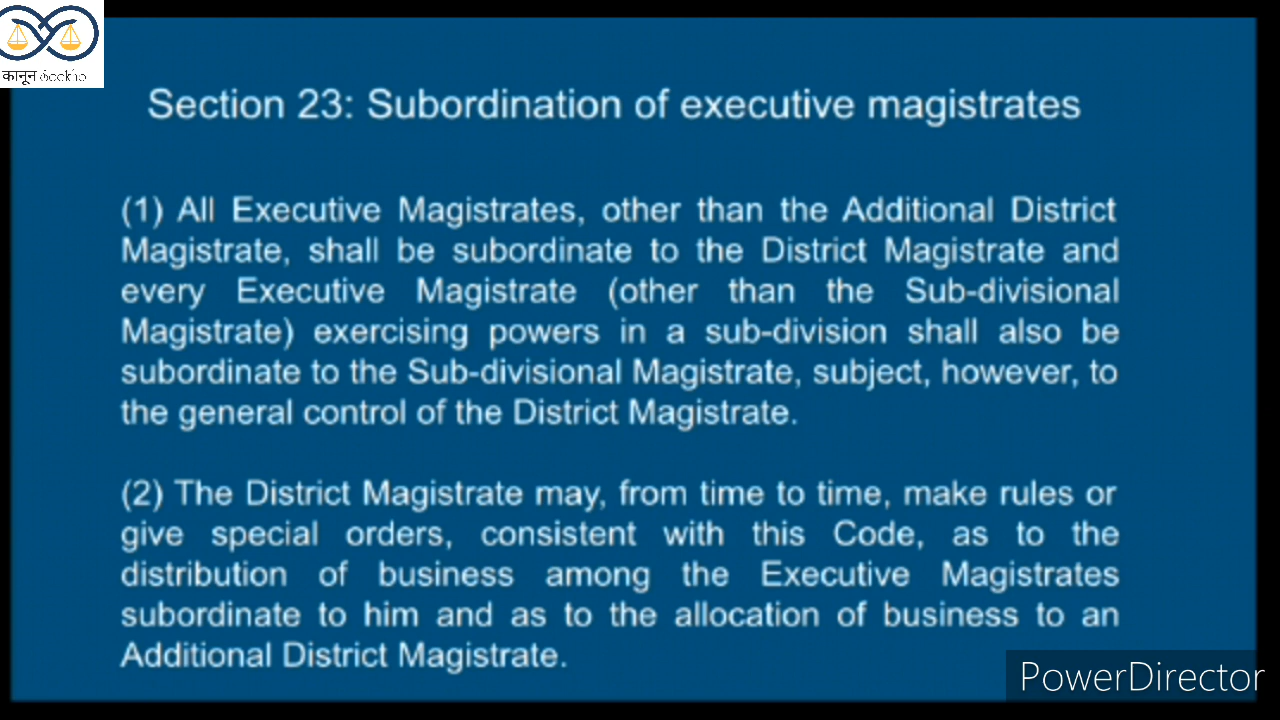 कानून देekho
Section 23: Subordination of executive magistrates
(1) All Executive Magistrates, other than the Additional District
Magistrate, shall be subordinate to the District Magistrate and
every Executive Magistrate (other than the Sub-divisional
Magistrate) exercising powers in a sub-division shall also be
subordinate to the Sub-divisional Magistrate, subject, however, to
the general control of the District Magistrate.
(2) The District Magistrate may, from time to time, make rules or
give special orders, consistent with this Code, as to the
distribution of business among the Executive Magistrates
subordinate to him and as to the allocation of business to an
Additional District Magistrate.
PowerDirector